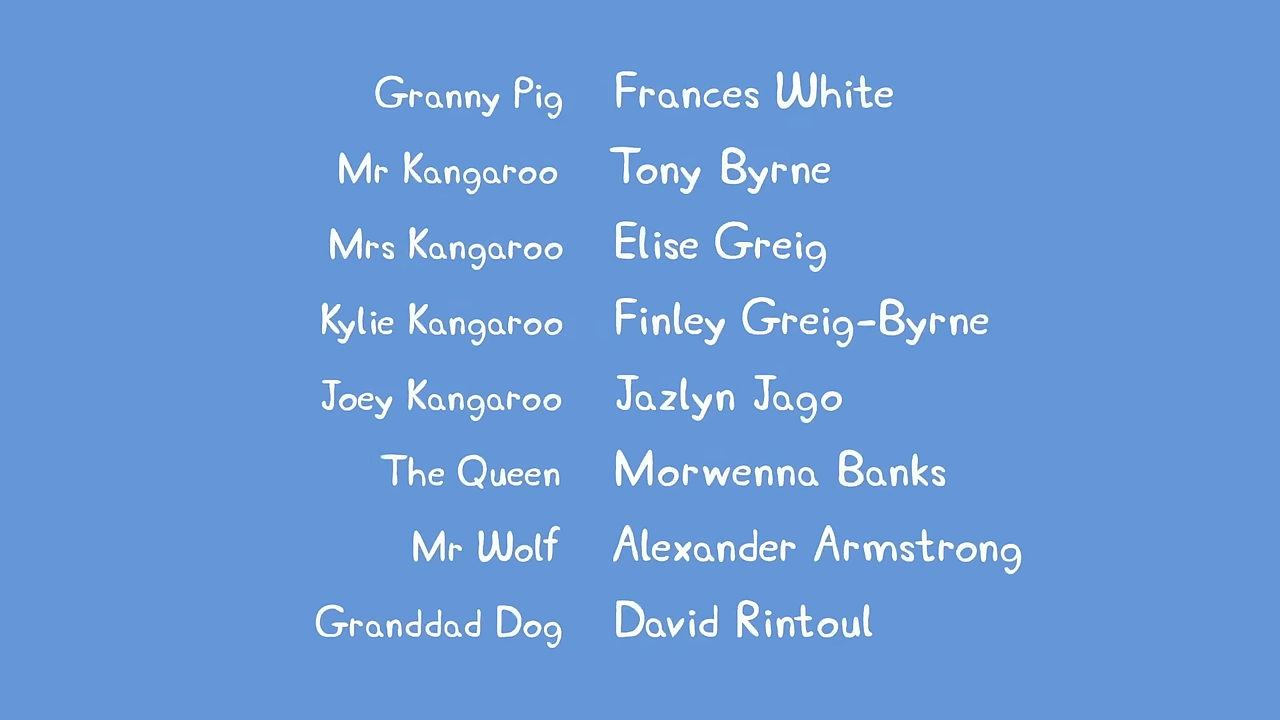 Granny Pig Frances White
Mr Kangaroo Tony Byrne
Mrs Kangaroo Elise Greig
Kylie Kangaroo Finley Greig-Byrne
Joey Kangaroo Jazlyn Jago
The Queen Morwenna Banks
Mr Wolf Alexander Armstrong
Granddad Dog David Rintoul